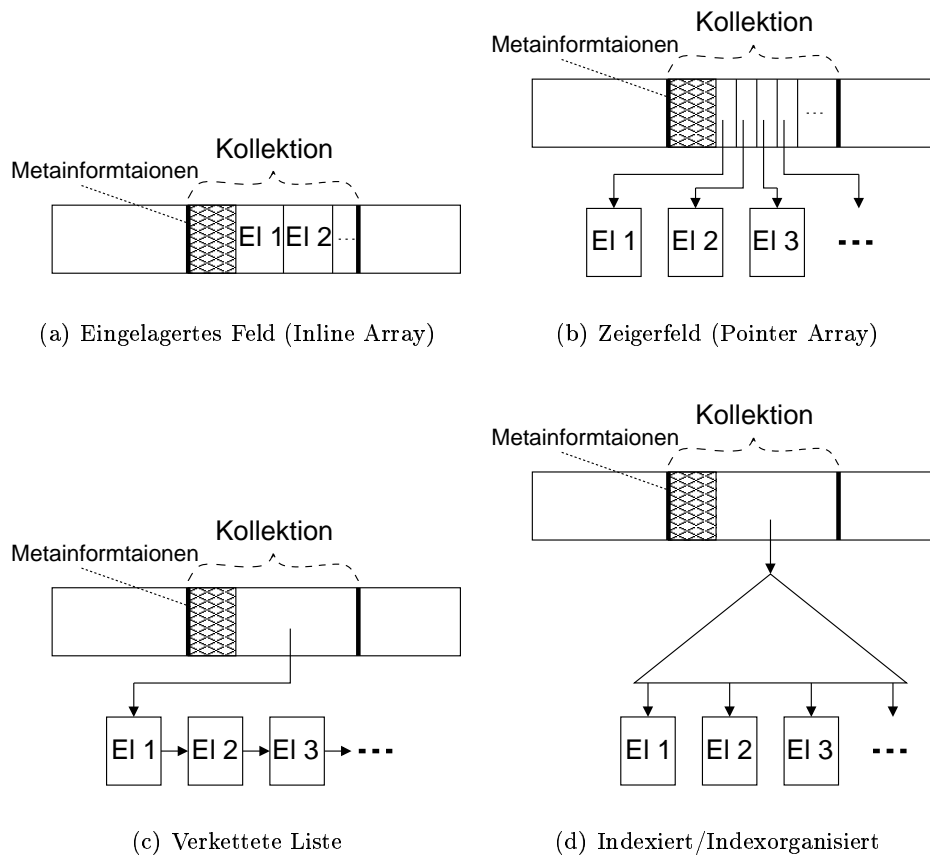 Kollektion
Metainformtaionen
El 1 El 2 ...
(a) Eingelagertes Feld (Inline Array)
Kollektion
Metainformtaionen
...
El 1 El 2 El 3 ...
(b) Zeigerfeld (Pointer Array)
Kollektion
Metainformtaionen
El 1 El 2 El 3 ...
(c) Verkettete Liste
Kollektion
Metainformtaionen
El 1 El 2 El 3 ...
(d) Indexiert/Indexorganisiert